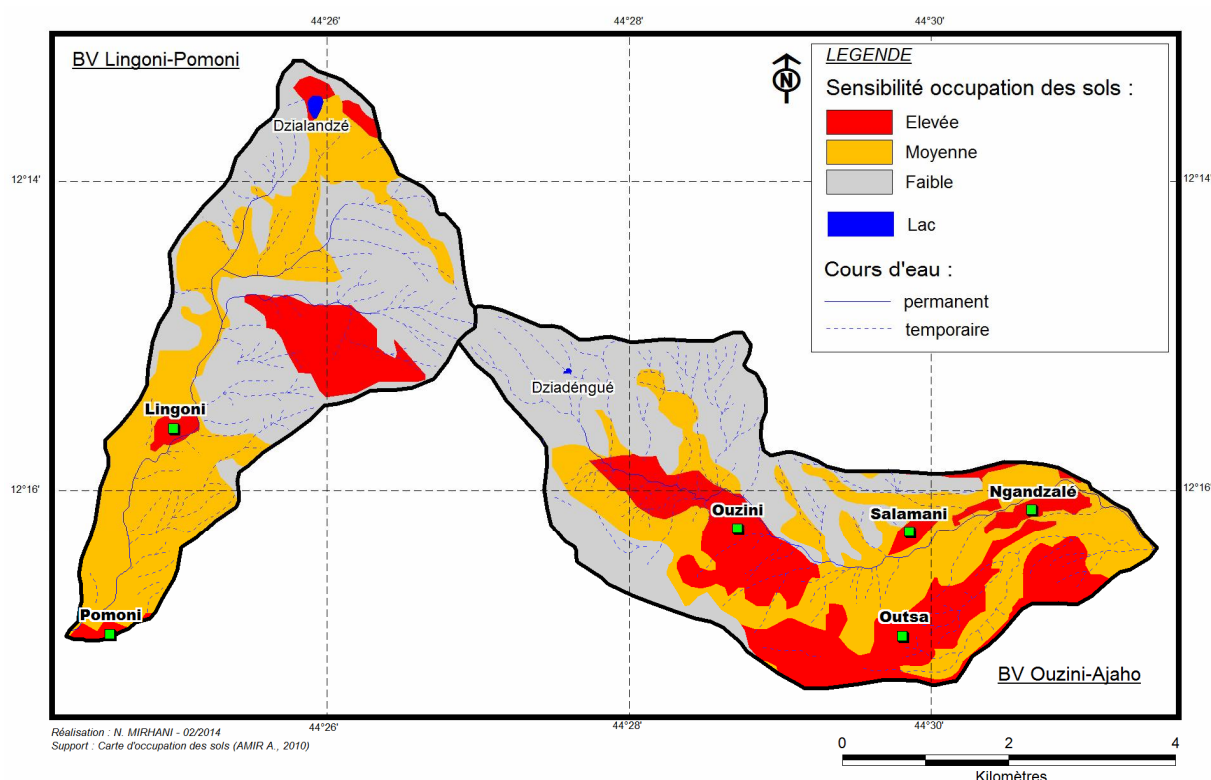 44°26'
44°28'
44°30'
BV Lingoni-Pomoni
N
LEGENDE
Sensibilité occupation des sols :
Elevée
Moyenne
Faible
Lac
Cours d'eau :
permanent
temporaire
Dzialandzé
12°14'
12°14'
Dziadéngué
Lingoni
12°16'
12°16'
Ngandzalé
Ouzini
Salamani
Pomoni
Outsa
BV Ouzini-Ajaho
44°26'
44°28'
44°30'
Réalisation : N. MIRHANI - 02/2014
Support : Carte d'occupation des sols (AMIR A., 2010)
0
2
4
Kilomètres